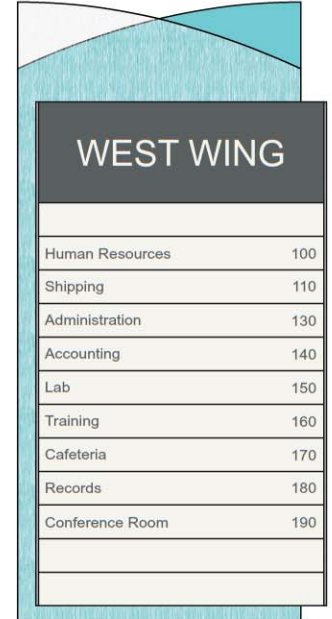 WEST WING
Human Resources 100
Shipping 110
Administration 130
Accounting 140
Lab 150
Training 160
Cafeteria 170
Records 180
Conference Room 190